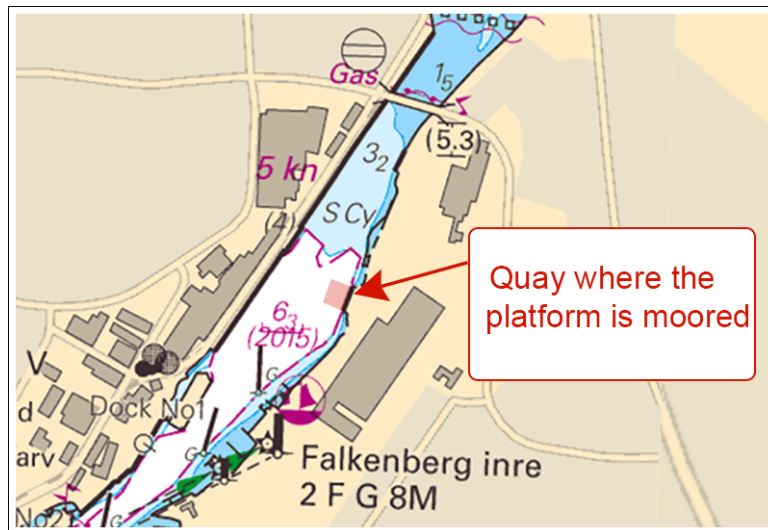 Gas
1₅
(5.3)
5 kn
3₂
S Cy
(4)
Quay where the
platform is moored
6₃
(2015)
G
V
Dock No1
d
Q
G
arv
Falkenberg inre
2 F G 8M
No2)
G